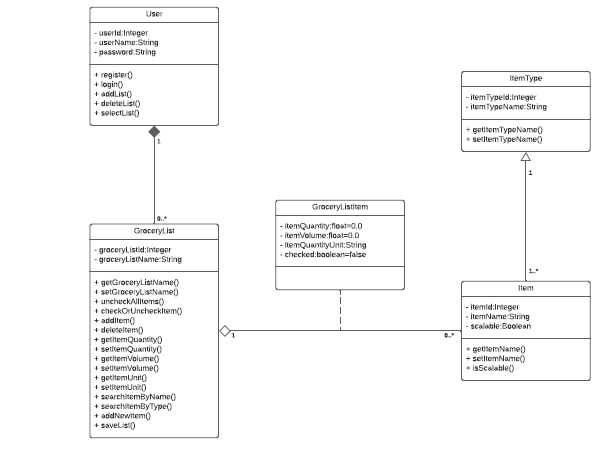 User
- userId:Integer
- userName:String
- password:String
+ register()
+ login()
+ addList()
+ deleteList()
+ selectList()
1
0..*
GroceryList
- groceryListId:Integer
- groceryListName:String
+ getGroceryListName()
+ setGroceryListName()
+ uncheckAllItems()
+ checkOrUncheckItem()
+ addItem()
+ deleteItem()
+ getItemQuantity()
+ setItemQuantity()
+ getItemVolume()
+ setItemVolume()
+ getItemUnit()
+ setItemUnit()
+ searchItemByName()
+ searchItemByType()
+ addNewItem()
+ saveList()
GroceryListItem
- itemQuantity:float=0.0
- itemVolume:float=0.0
- itemQuantityUnit:String
- checked:boolean=false
1
0..*
ItemType
- itemTypeId:Integer
- itemTypeName:String
+ getItemTypeName()
+ setItemTypeName()
1
1..*
Item
- itemId:Integer
- itemName:String
- scalable:Boolean
+ getItemName()
+ setItemName()
+ isScalable()